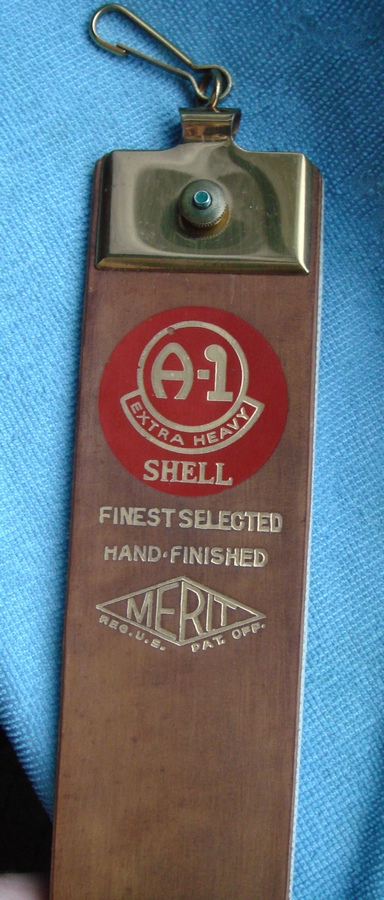 A-1
EXTRA HEAVY
SHELL
FINEST SELECTED
HAND-FINISHED
MERIT
REG. U.S. PAT. OFF.